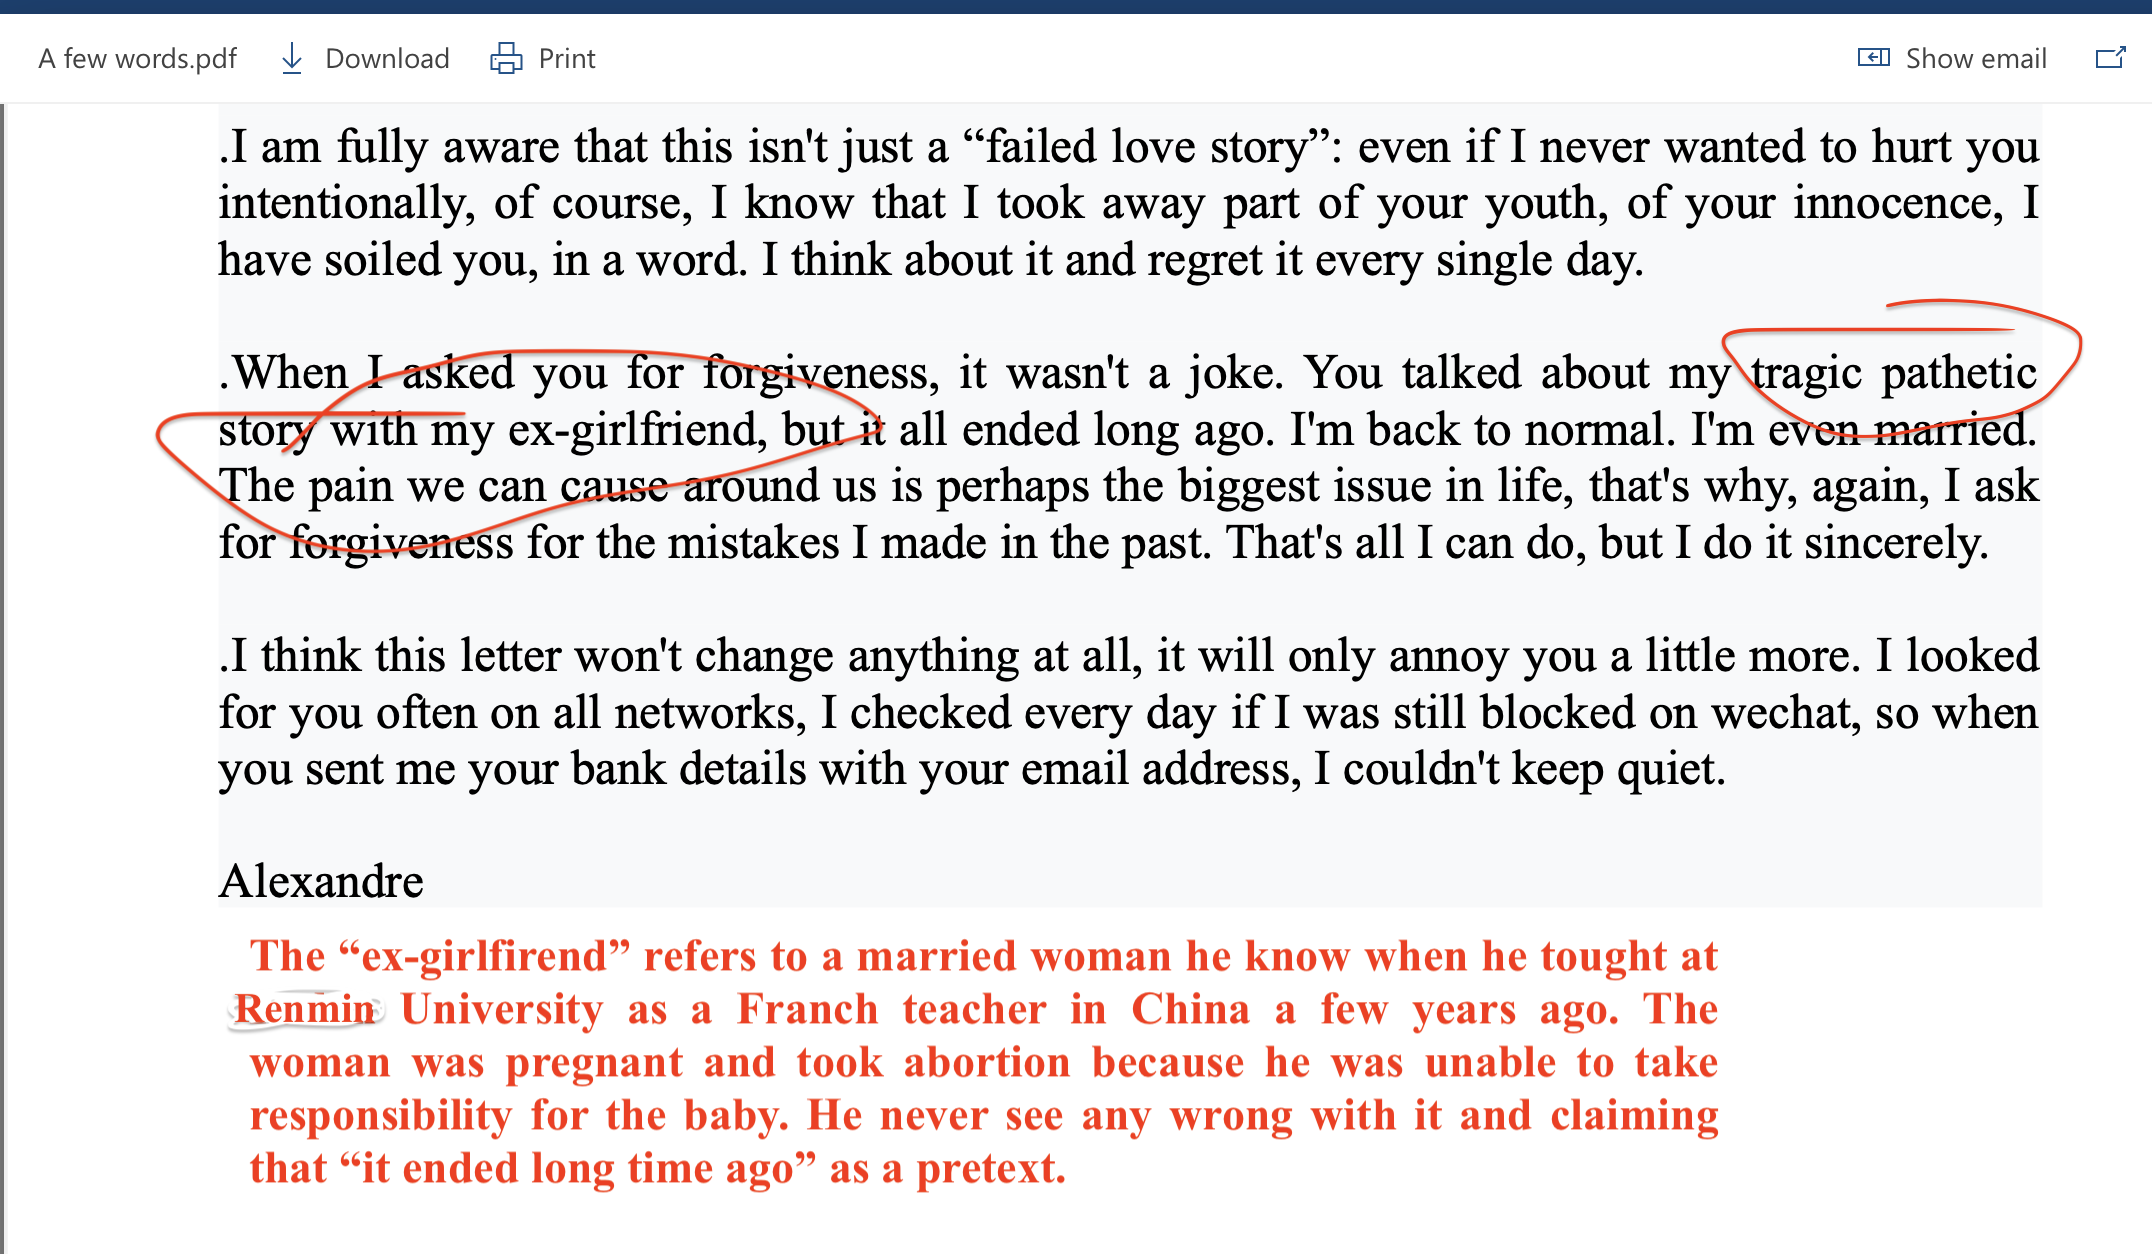 A few words.pdf Download Print Show email
.I am fully aware that this isn't just a “failed love story”: even if I never wanted to hurt you
intentionally, of course, I know that I took away part of your youth, of your innocence, I
have soiled you, in a word. I think about it and regret it every single day.
.When I asked you for forgiveness, it wasn't a joke. You talked about my tragic pathetic
story with my ex-girlfriend, but it all ended long ago. I'm back to normal. I'm even married.
The pain we can cause around us is perhaps the biggest issue in life, that's why, again, I ask
for forgiveness for the mistakes I made in the past. That's all I can do, but I do it sincerely.
.I think this letter won't change anything at all, it will only annoy you a little more. I looked
for you often on all networks, I checked every day if I was still blocked on wechat, so when
you sent me your bank details with your email address, I couldn't keep quiet.
Alexandre
The “ex-girlfirend” refers to a married woman he know when he tought at
Renmin University as a Franch teacher in China a few years ago. The
woman was pregnant and took abortion because he was unable to take
responsibility for the baby. He never see any wrong with it and claiming
that “it ended long time ago” as a pretext.